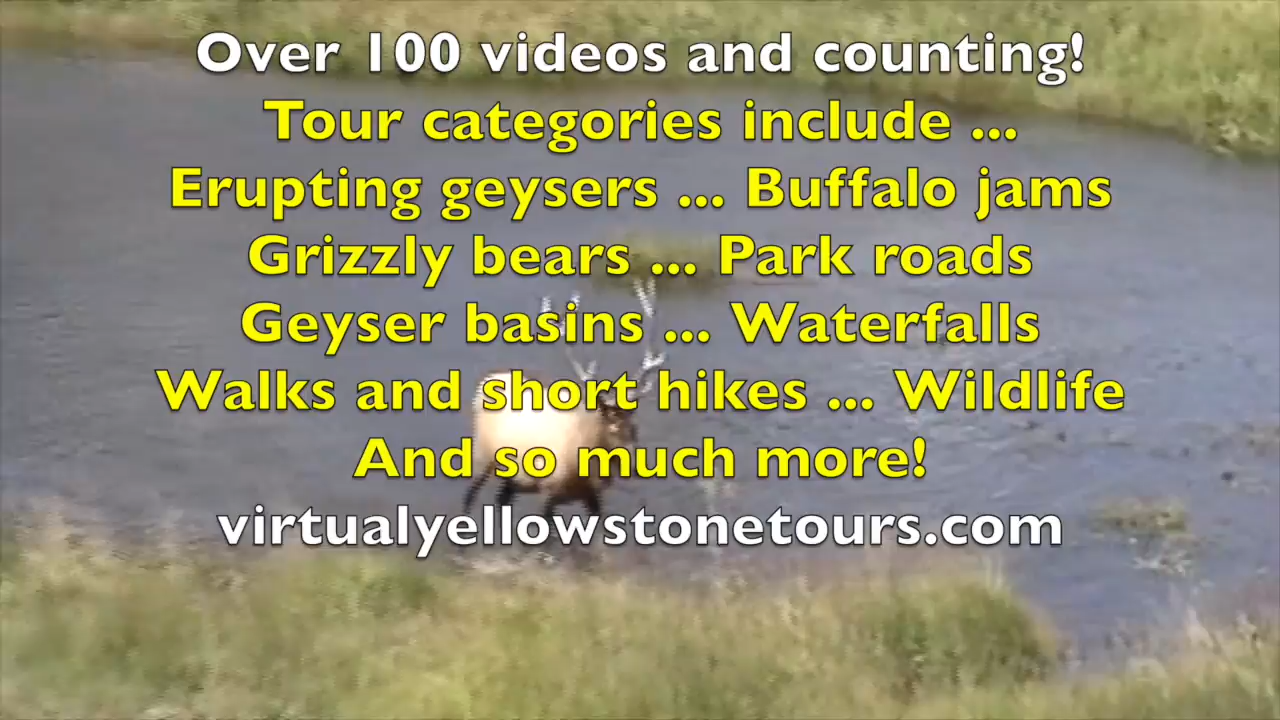 Over 100 videos and counting!
Tour categories include ...
Erupting geysers ... Buffalo jams
Grizzly bears ... Park roads
Geyser basins ... Waterfalls
Walks and short hikes ... Wildlife
And so much more!
virtualyellowstonetours.com